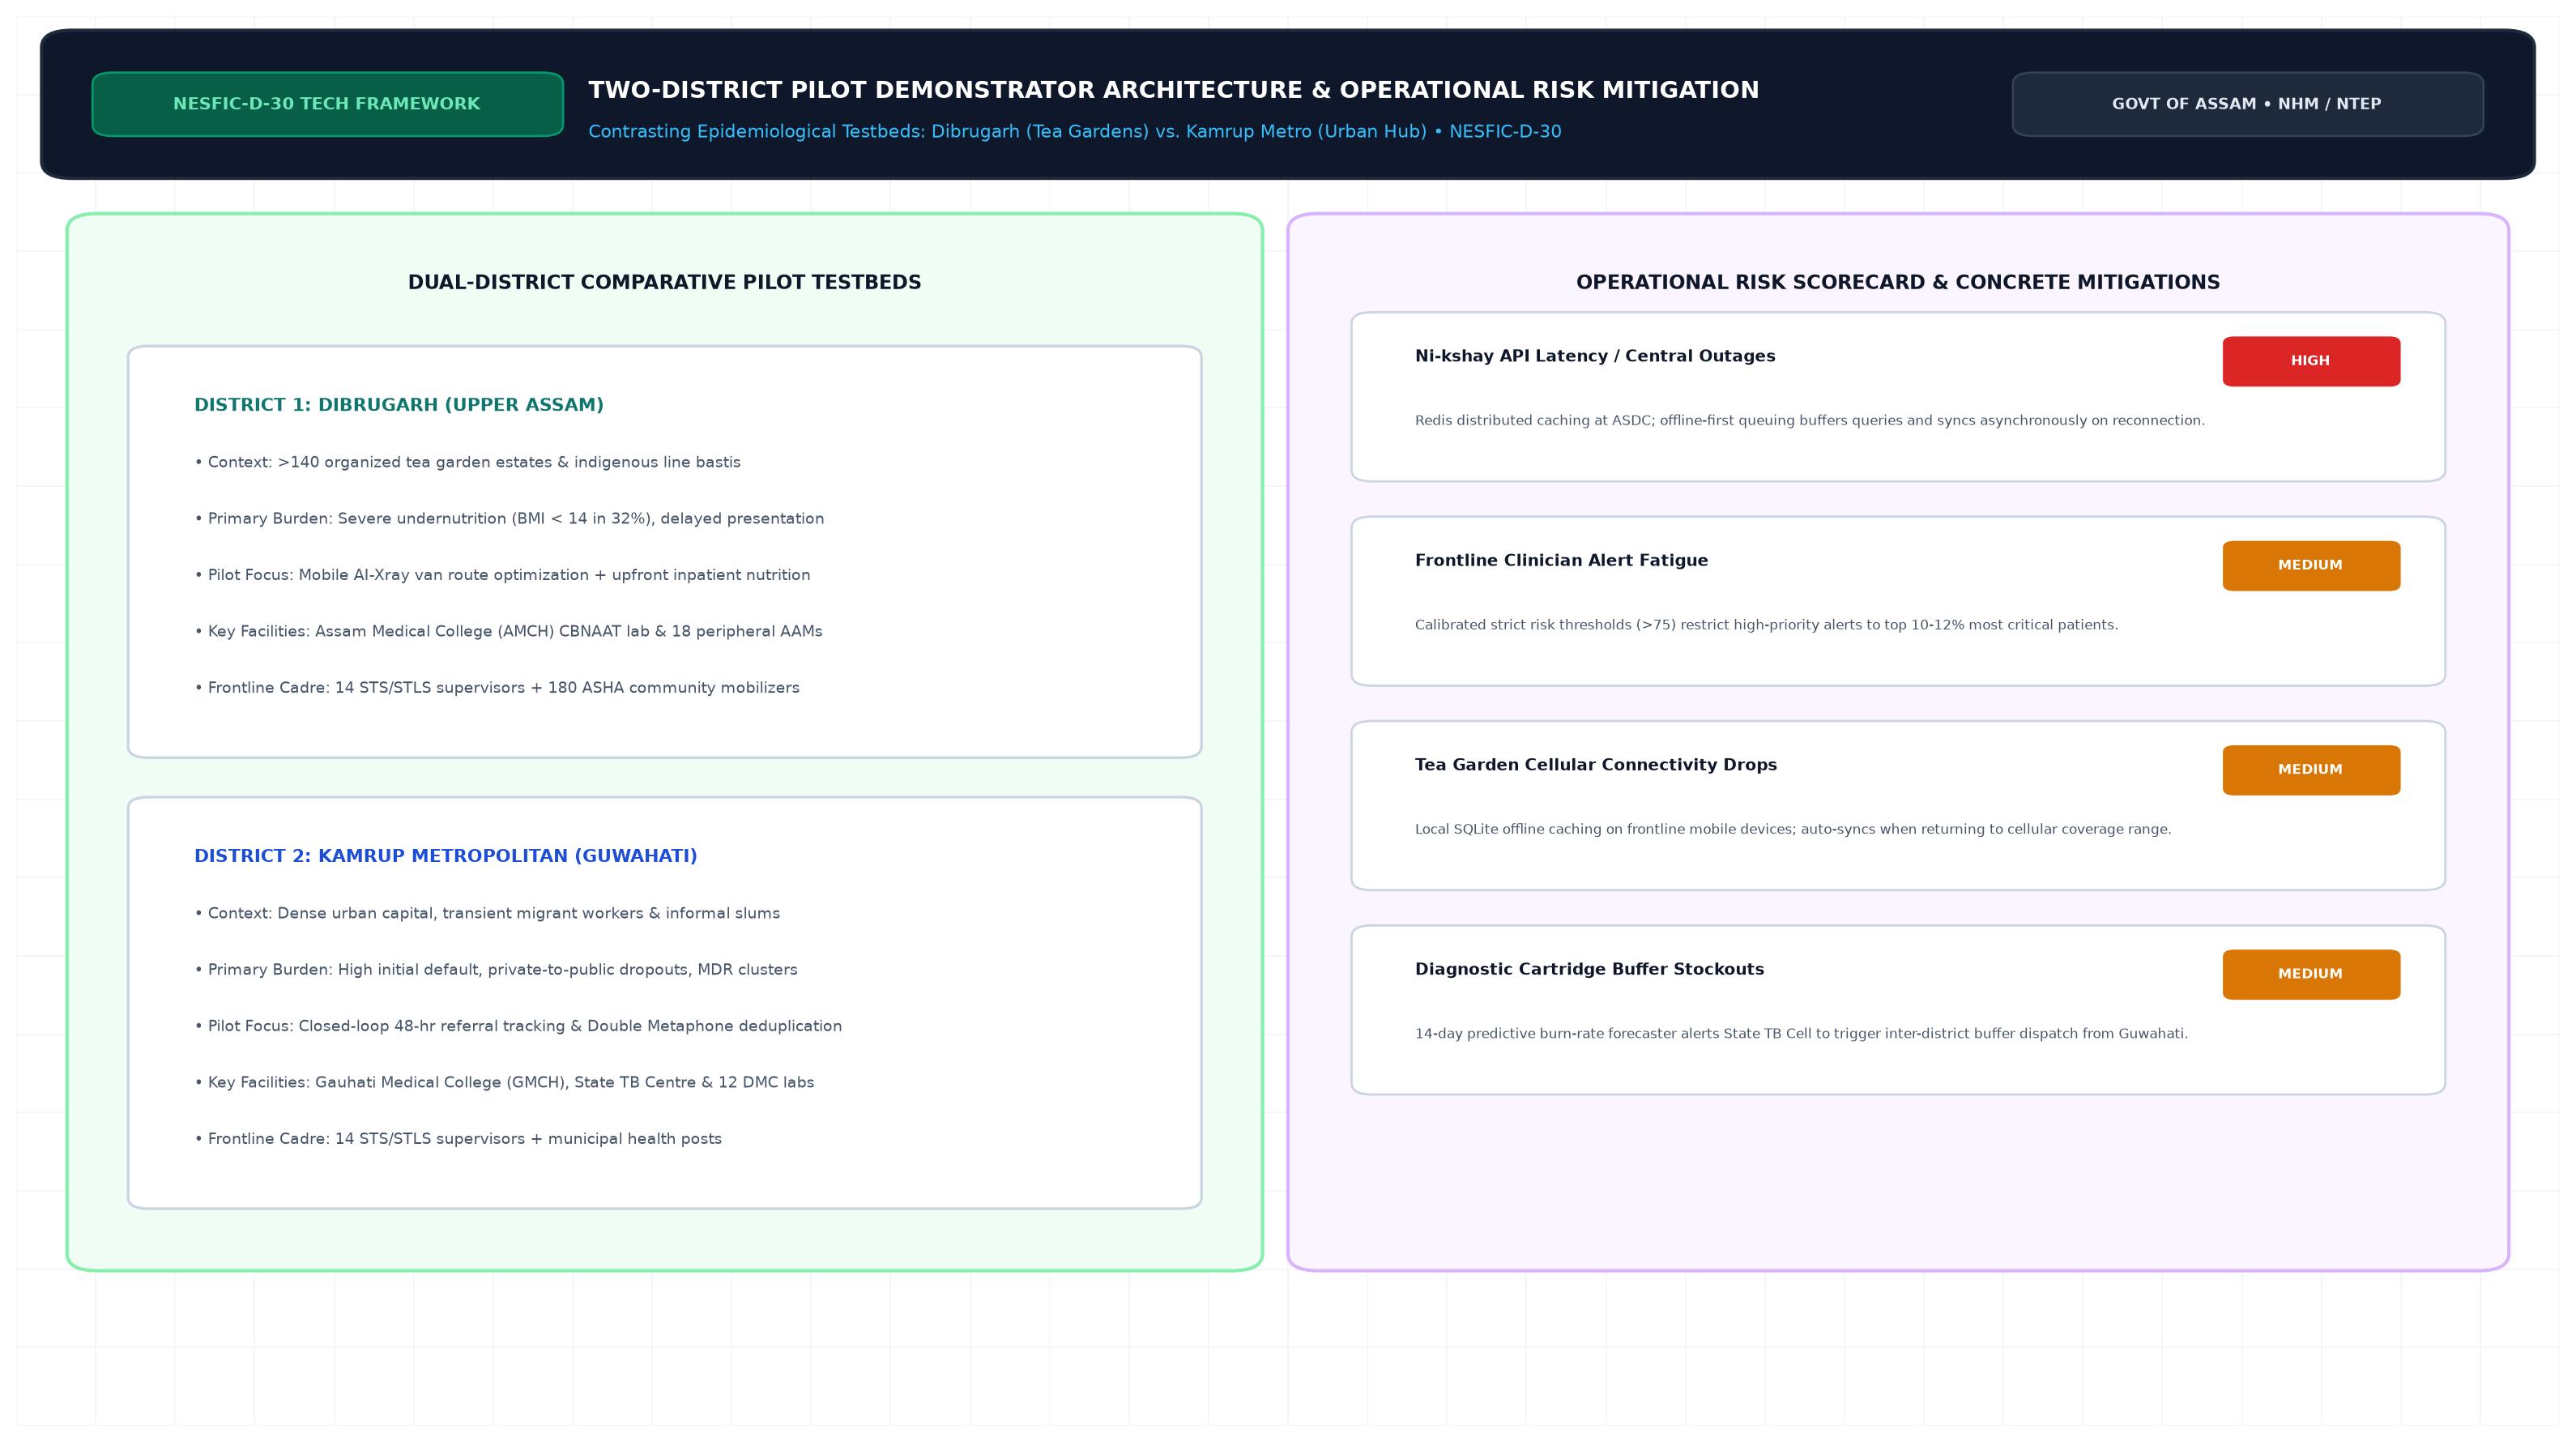 NESFIC-D-30 TECH FRAMEWORK
TWO-DISTRICT PILOT DEMONSTRATOR ARCHITECTURE & OPERATIONAL RISK MITIGATION
Contrasting Epidemiological Testbeds: Dibrugarh (Tea Gardens) vs. Kamrup Metro (Urban Hub) • NESFIC-D-30
GOVT OF ASSAM • NHM / NTEP
DUAL-DISTRICT COMPARATIVE PILOT TESTBEDS
DISTRICT 1: DIBRUGARH (UPPER ASSAM)
• Context: >140 organized tea garden estates & indigenous line bastis
• Primary Burden: Severe undernutrition (BMI < 14 in 32%), delayed presentation
• Pilot Focus: Mobile AI-Xray van route optimization + upfront inpatient nutrition
• Key Facilities: Assam Medical College (AMCH) CBNAAT lab & 18 peripheral AAMs
• Frontline Cadre: 14 STS/STLS supervisors + 180 ASHA community mobilizers
DISTRICT 2: KAMRUP METROPOLITAN (GUWAHATI)
• Context: Dense urban capital, transient migrant workers & informal slums
• Primary Burden: High initial default, private-to-public dropouts, MDR clusters
• Pilot Focus: Closed-loop 48-hr referral tracking & Double Metaphone deduplication
• Key Facilities: Gauhati Medical College (GMCH), State TB Centre & 12 DMC labs
• Frontline Cadre: 14 STS/STLS supervisors + municipal health posts
OPERATIONAL RISK SCORECARD & CONCRETE MITIGATIONS
Ni-kshay API Latency / Central Outages
HIGH
Redis distributed caching at ASDC; offline-first queuing buffers queries and syncs asynchronously on reconnection.
Frontline Clinician Alert Fatigue
MEDIUM
Calibrated strict risk thresholds (>75) restrict high-priority alerts to top 10-12% most critical patients.
Tea Garden Cellular Connectivity Drops
MEDIUM
Local SQLite offline caching on frontline mobile devices; auto-syncs when returning to cellular coverage range.
Diagnostic Cartridge Buffer Stockouts
MEDIUM
14-day predictive burn-rate forecaster alerts State TB Cell to trigger inter-district buffer dispatch from Guwahati.